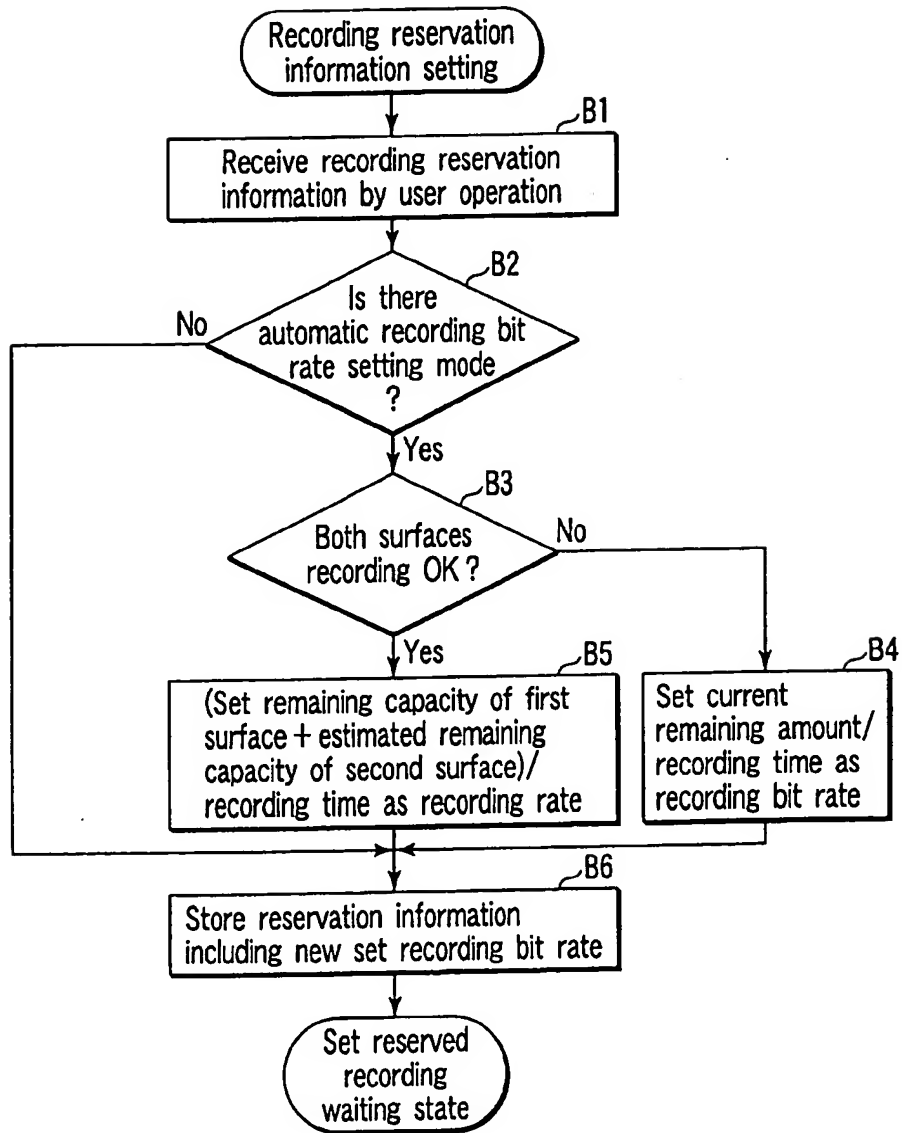 Recording reservation
information setting
B1
Receive recording reservation
information by user operation
B2
Is there
automatic recording bit
rate setting mode
?
No
Yes
B3
Both surfaces
recording OK?
No
Yes
B5
(Set remaining capacity of first
surface + estimated remaining
capacity of second surface)/
recording time as recording rate
B4
Set current
remaining amount/
recording time as
recording bit rate
B6
Store reservation information
including new set recording bit rate
Set reserved
recording
waiting state